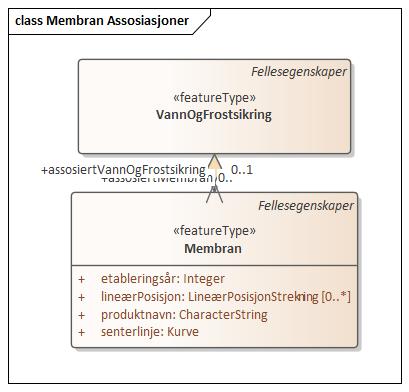 class Membran Assosiasjoner
Fellesegenskaper
«featureType»
VannOgFrostsikring
+assosiertVannOgFrostsikring 0..1
+assosiertMembran 0..
Fellesegenskaper
«featureType»
Membran
+ etableringsår: Integer
+ lineærPosisjon: LineærPosisjonStrekning [0..*]
+ produktnavn: CharacterString
+ senterlinje: Kurve